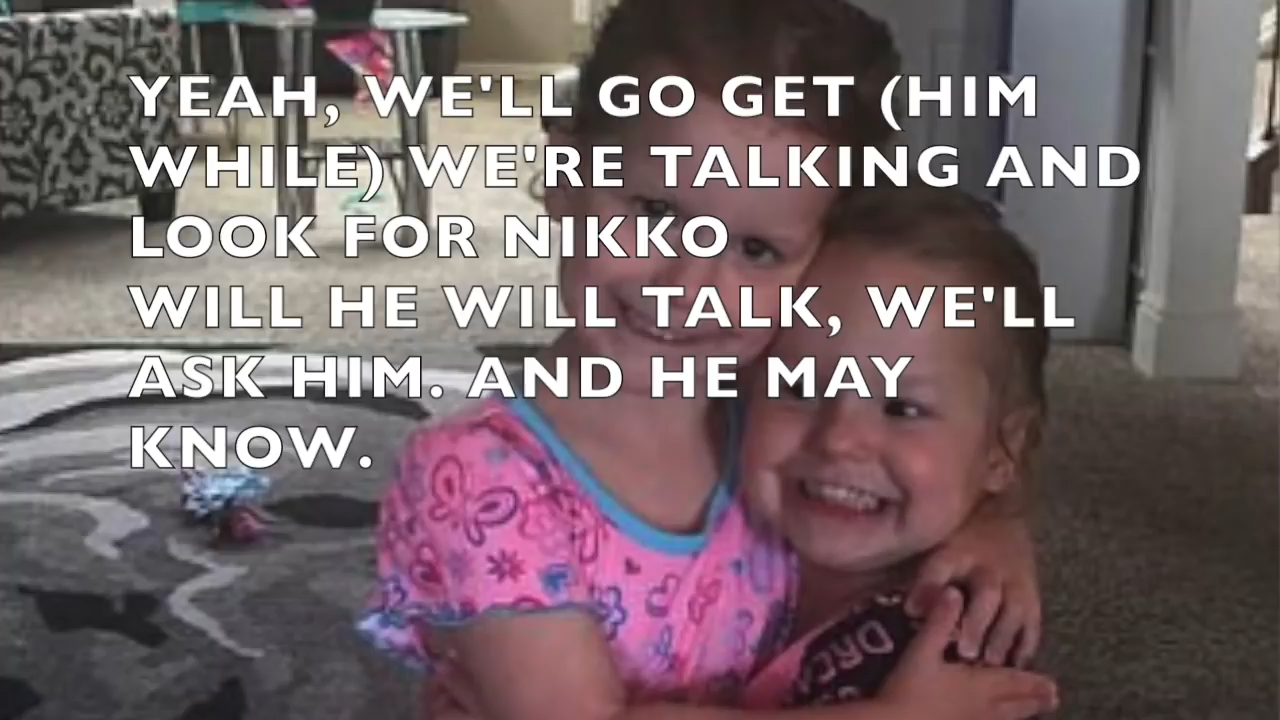 YEAH, WE'LL GO GET (HIM
WHILE) WE'RE TALKING AND
LOOK FOR NIKKO
WILL HE WILL TALK, WE'LL
ASK HIM. AND HE MAY
KNOW.